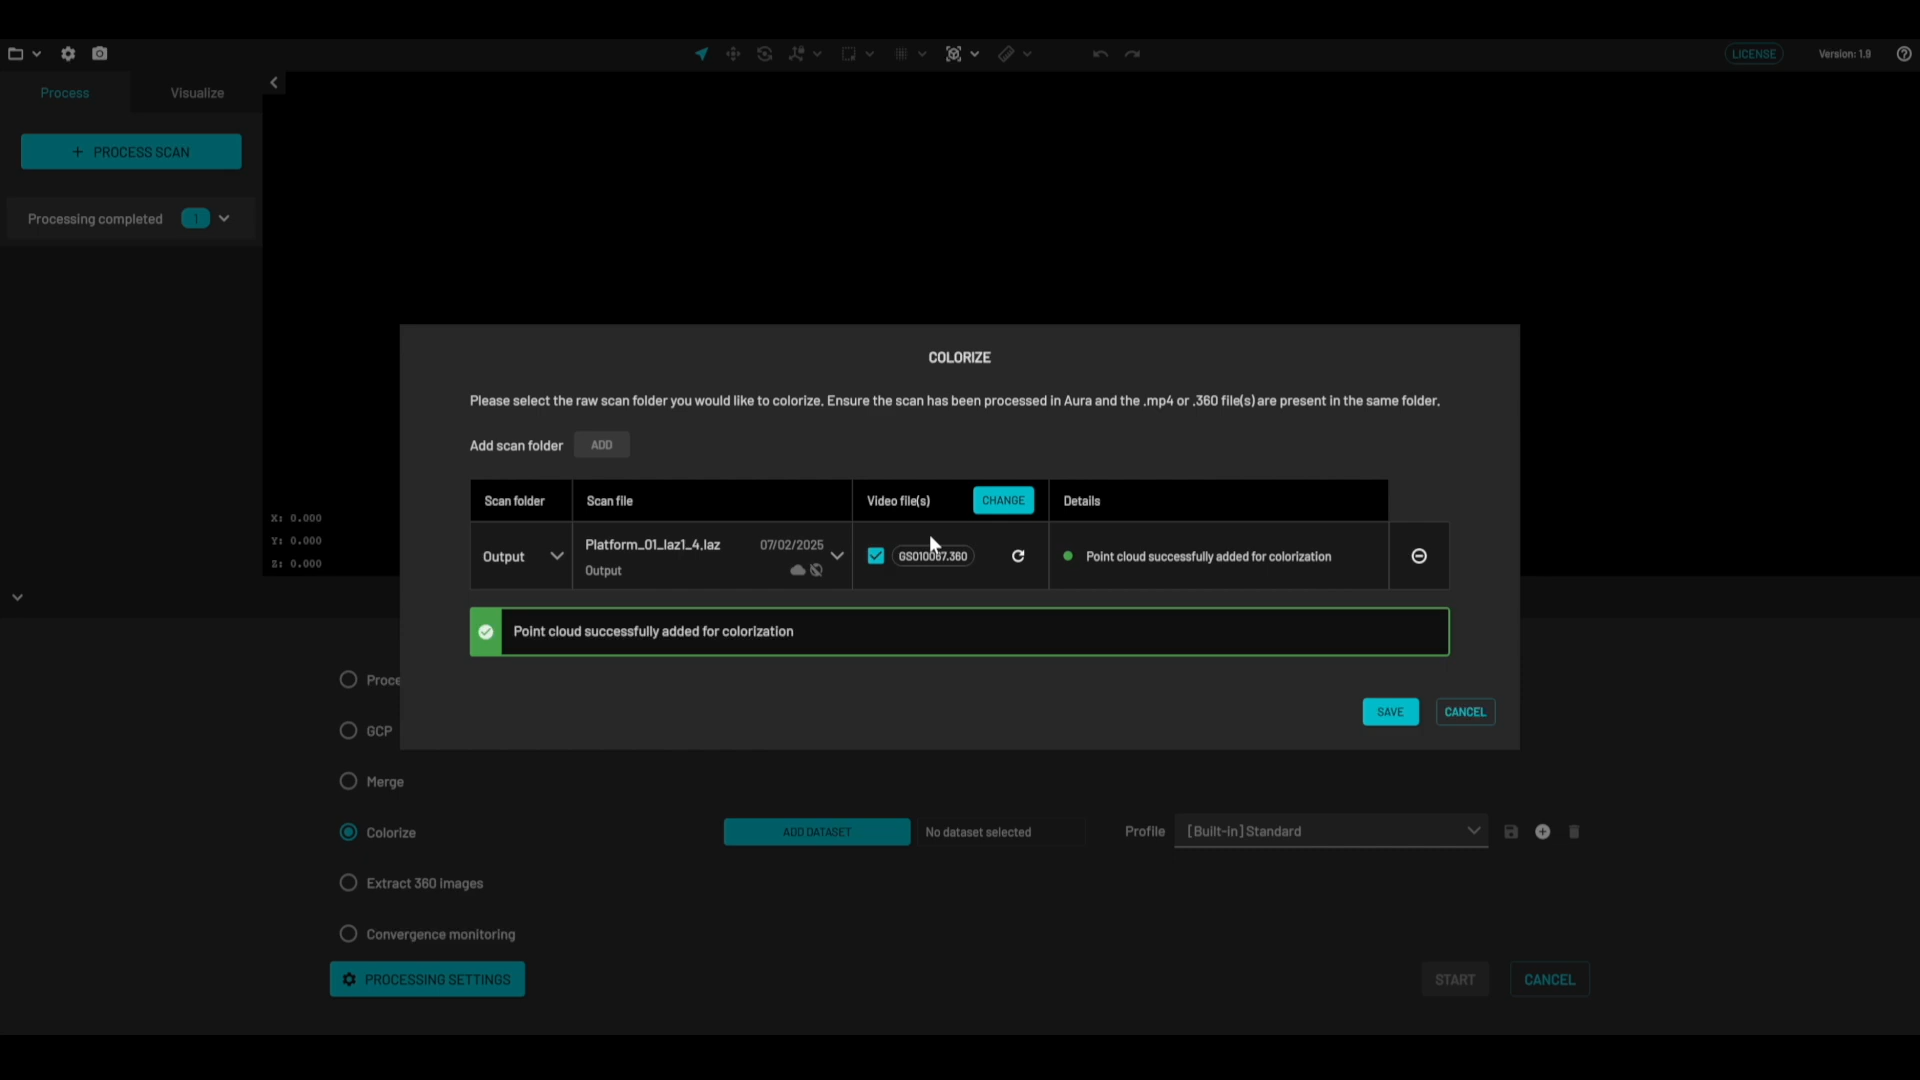 LICENSE
Version: 1.9
Process
Visualize
+ PROCESS SCAN
Processing completed
1
X: 0.000
Y: 0.000
Z: 0.000
COLORIZE
Please select the raw scan folder you would like to colorize. Ensure the scan has been processed in Aura and the .mp4 or .360 file(s) are present in the same folder.
Add scan folder
ADD
Scan folder
Scan file
Video file(s)
CHANGE
Details
Output
Platform_01_laz1_4.laz
07/02/2025
Output
GS010067.360
Point cloud successfully added for colorization
Point cloud successfully added for colorization
SAVE
CANCEL
Proce
GCP
Merge
Colorize
ADD DATASET
No dataset selected
Profile
[Built-in] Standard
Extract 360 images
Convergence monitoring
PROCESSING SETTINGS
START
CANCEL